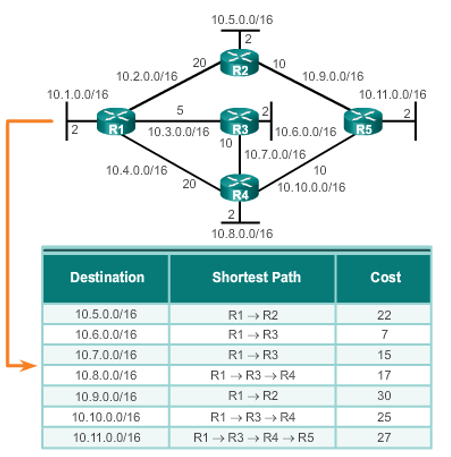 10.5.0.0/16
2
20 R2 10
10.2.0.0/16 10.9.0.0/16
10.1.0.0/16 10.11.0.0/16
5 2 2
2 R1 10.3.0.0/16 R3 10.6.0.0/16 R5
10 10.7.0.0/16
10.4.0.0/16 10
20 R4 10.10.0.0/16
2
10.8.0.0/16
Destination Shortest Path Cost
10.5.0.0/16 R1 → R2 22
10.6.0.0/16 R1 → R3 7
10.7.0.0/16 R1 → R3 15
10.8.0.0/16 R1 → R3 → R4 17
10.9.0.0/16 R1 → R2 30
10.10.0.0/16 R1 → R3 → R4 25
10.11.0.0/16 R1 → R3 → R4 → R5 27